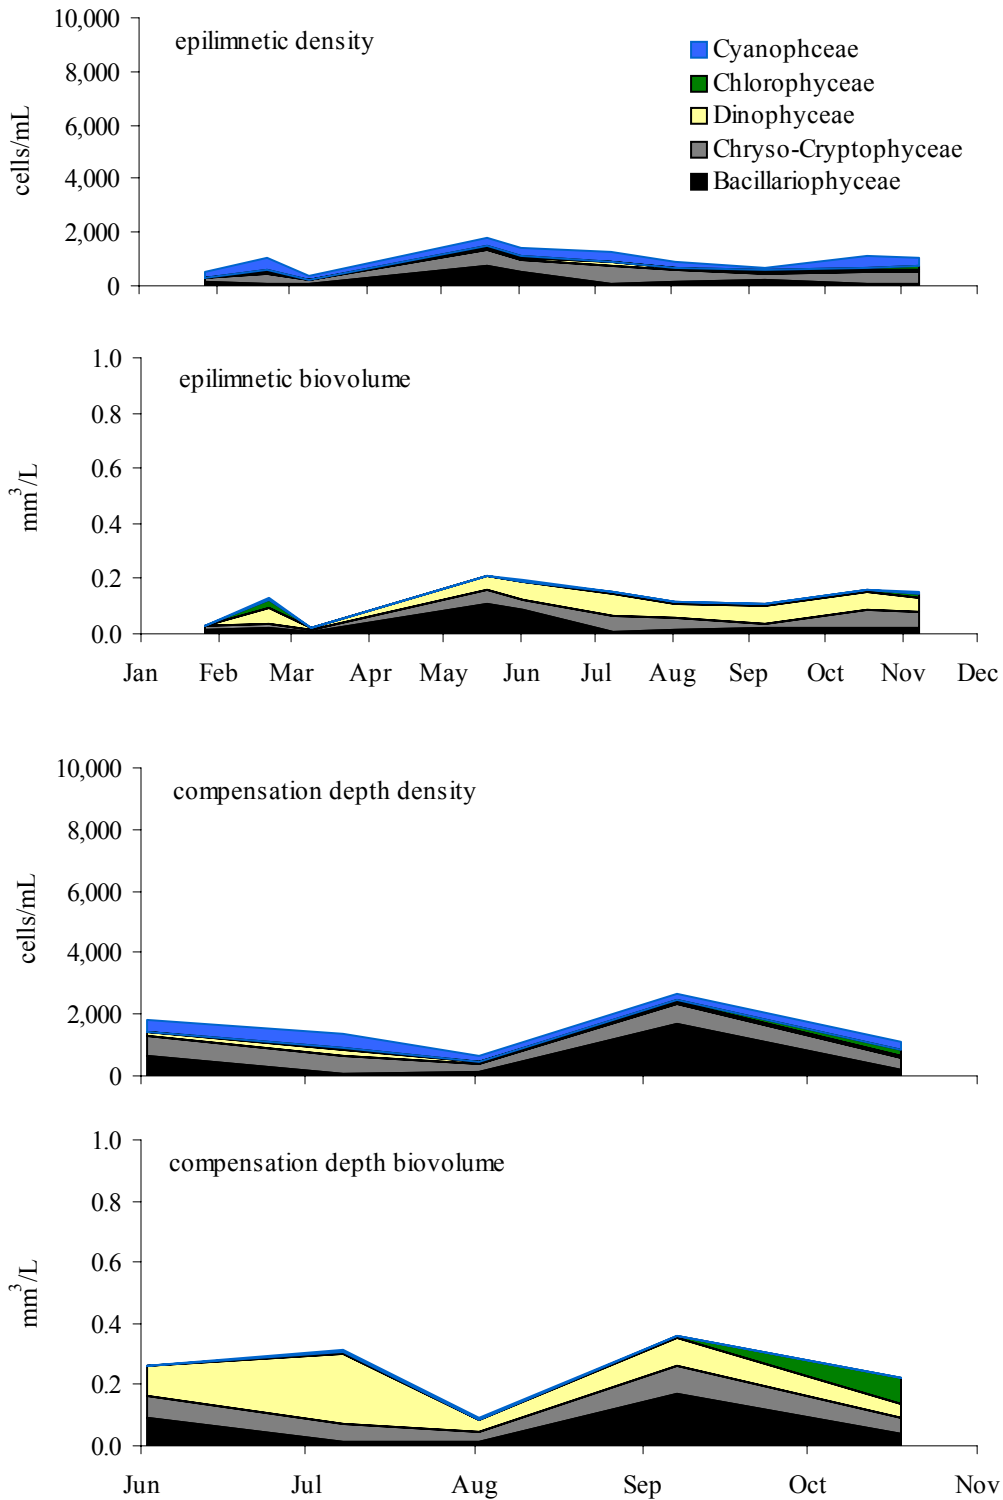 10,000
epilimnetic density
Cyanophceae
8,000
Chlorophyceae
6,000
Dinophyceae
cells/mL
4,000
Chryso-Cryptophyceae
Bacillariophyceae
2,000
0
1.0
epilimnetic biovolume
0.8
0.6
mm³/L
0.4
0.2
0.0
Jan Feb Mar Apr May Jun Jul Aug Sep Oct Nov Dec
10,000
compensation depth density
8,000
6,000
cells/mL
4,000
2,000
0
1.0
compensation depth biovolume
0.8
0.6
mm³/L
0.4
0.2
0.0
Jun Jul Aug Sep Oct Nov